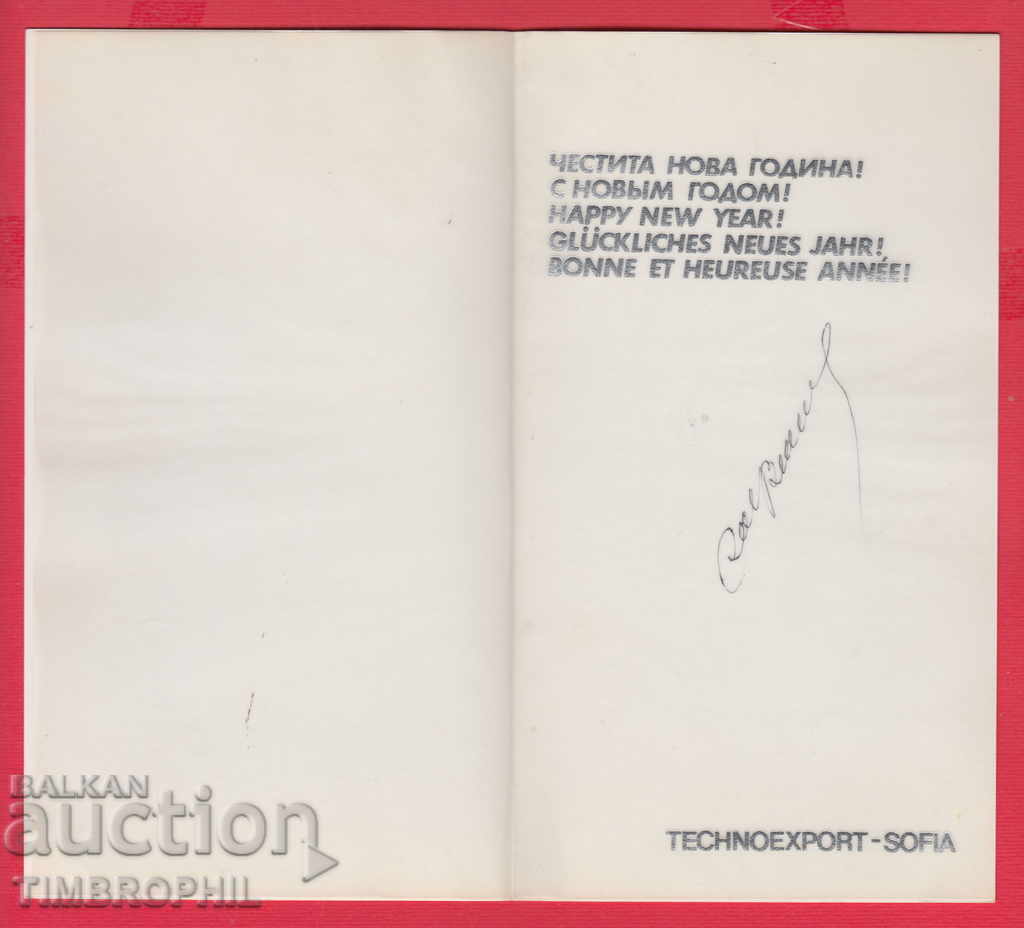 ЧЕСТИТА НОВА ГОДИНА!
С НОВЫМ ГОДОМ!
HAPPY NEW YEAR!
GLÜCKLICHES NEUES JAHR!
BONNE ET HEUREUSE ANNÉE!
TECHNOEXPORT-SOFIA
BALKAN
auction
TIMBROPHIL